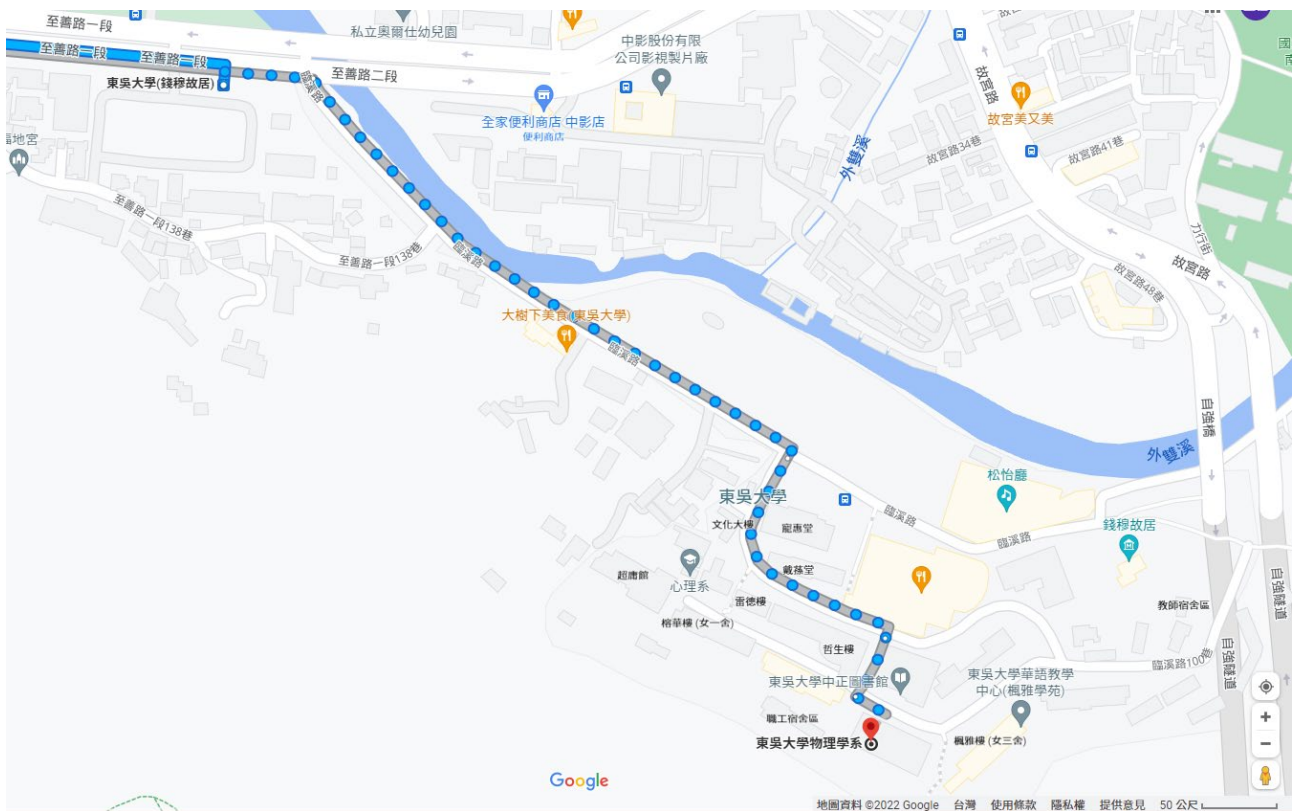 至善路一段
私立奧爾仕幼兒園
中影股份有限
公司影視製片廠
至善路一段
至善路一段
至善路二段
東吳大學(錢穆故居)
臨溪路
全家便利商店 中影店
便利商店
故宮路
故宮美又美
國
南
福地宮
外雙溪
故宮路34巷
故宮路41巷
至善路一段138巷
至善路一段138巷
臨溪路
力行街
故宮路
故宮路48巷
大樹下美食(東吳大學)
臨溪路
自強橋
外雙溪
松怡廳
東吳大學
臨溪路
文化大樓
寵惠堂
臨溪路
錢穆故居
超庸館
心理系
戴蓀堂
雷德樓
教師宿舍區
自強隧道
榕華樓 (女一舍)
哲生樓
自強隧道
臨溪路100巷
東吳大學中正圖書館
東吳大學華語教學
中心(楓雅學苑)
職工宿舍區
東吳大學物理學系
楓雅樓 (女三舍)
Google
地圖資料 ©2022 Google 台灣 使用條款 隱私權 提供意見 50 公尺